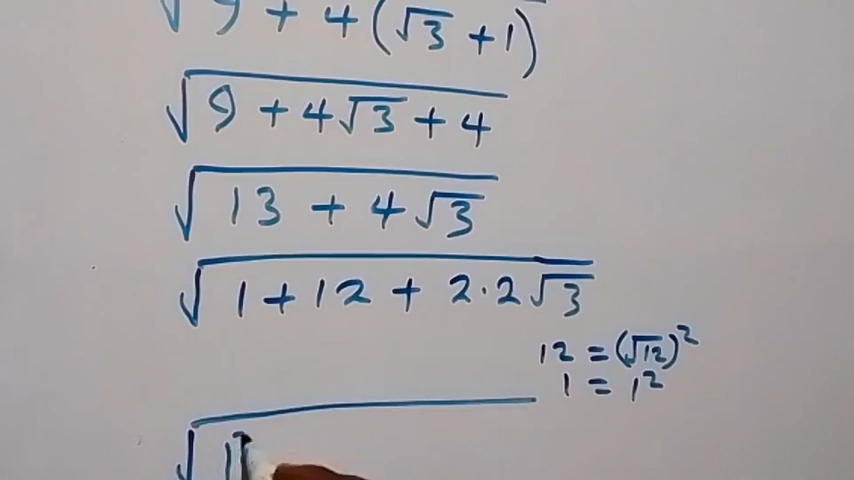 √9 + 4(√3 + 1)
√9 + 4√3 + 4
√13 + 4√3
√1 + 12 + 2·2√3
12 = (√12)²
1 = 1²
√1²